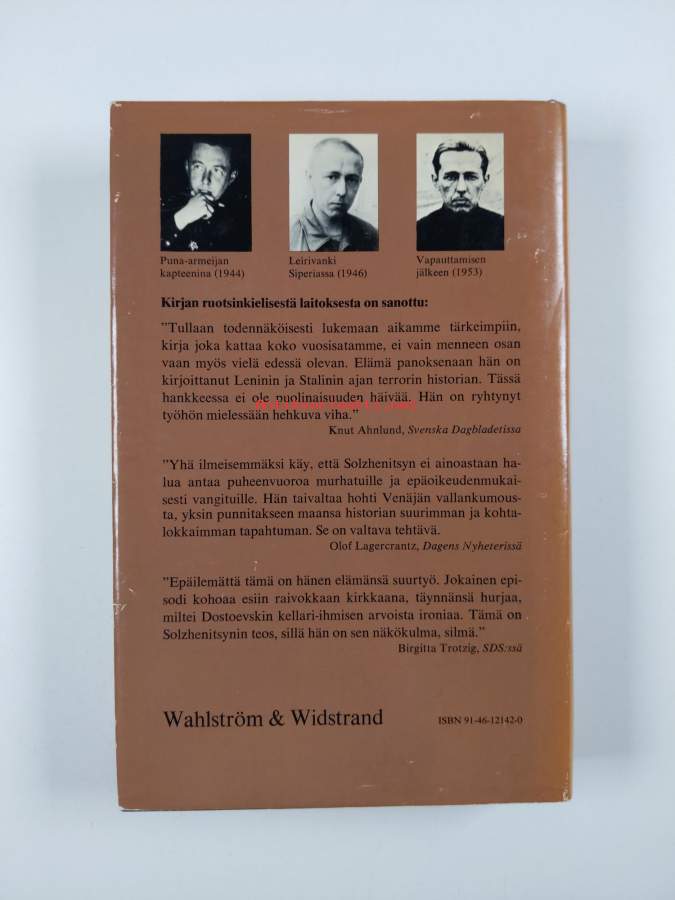 Puna-armeijan
kapteenina (1944)
Leirivanki
Siperiassa (1946)
Vapauttamisen
jälkeen (1953)
Kirjan ruotsinkielisestä laitoksesta on sanottu:
”Tullaan todennäköisesti lukemaan aikamme tärkeimpiin,
kirja joka kattaa koko vuosisatamme, ei vain menneen osan
vaan myös vielä edessä olevan. Elämä panoksenaan hän on
kirjoittanut Leninin ja Stalinin ajan terrorin historian. Tässä
hankkeessa ei ole puolinaisuuden häivää. Hän on ryhtynyt
työhön mielessään hehkuva viha.”
Knut Ahnlund, Svenska Dagbladetissa
”Yhä ilmeisemmäksi käy, että Solzhenitsyn ei ainoastaan ha-
lua antaa puheenvuoroa murhatuille ja epäoikeudenmukai-
sesti vangituille. Hän taivaltaa hohti Venäjän vallankumous-
ta, yksin punnitakseen maansa historian suurimman ja kohta-
lokkaimman tapahtuman. Se on valtava tehtävä.
Olof Lagercrantz, Dagens Nyheterissä
”Epäilemättä tämä on hänen elämänsä suurtyö. Jokainen epi-
sodi kohoaa esiin raivokkaan kirkkaana, täynnänsä hurjaa,
miltei Dostoevskin kellari-ihmisen arvoista ironiaa. Tämä on
Solzhenitsynin teos, sillä hän on sen näkökulma, silmä.”
Birgitta Trotzig, SDS:ssä
Wahlström & Widstrand
ISBN 91-46-12142-0